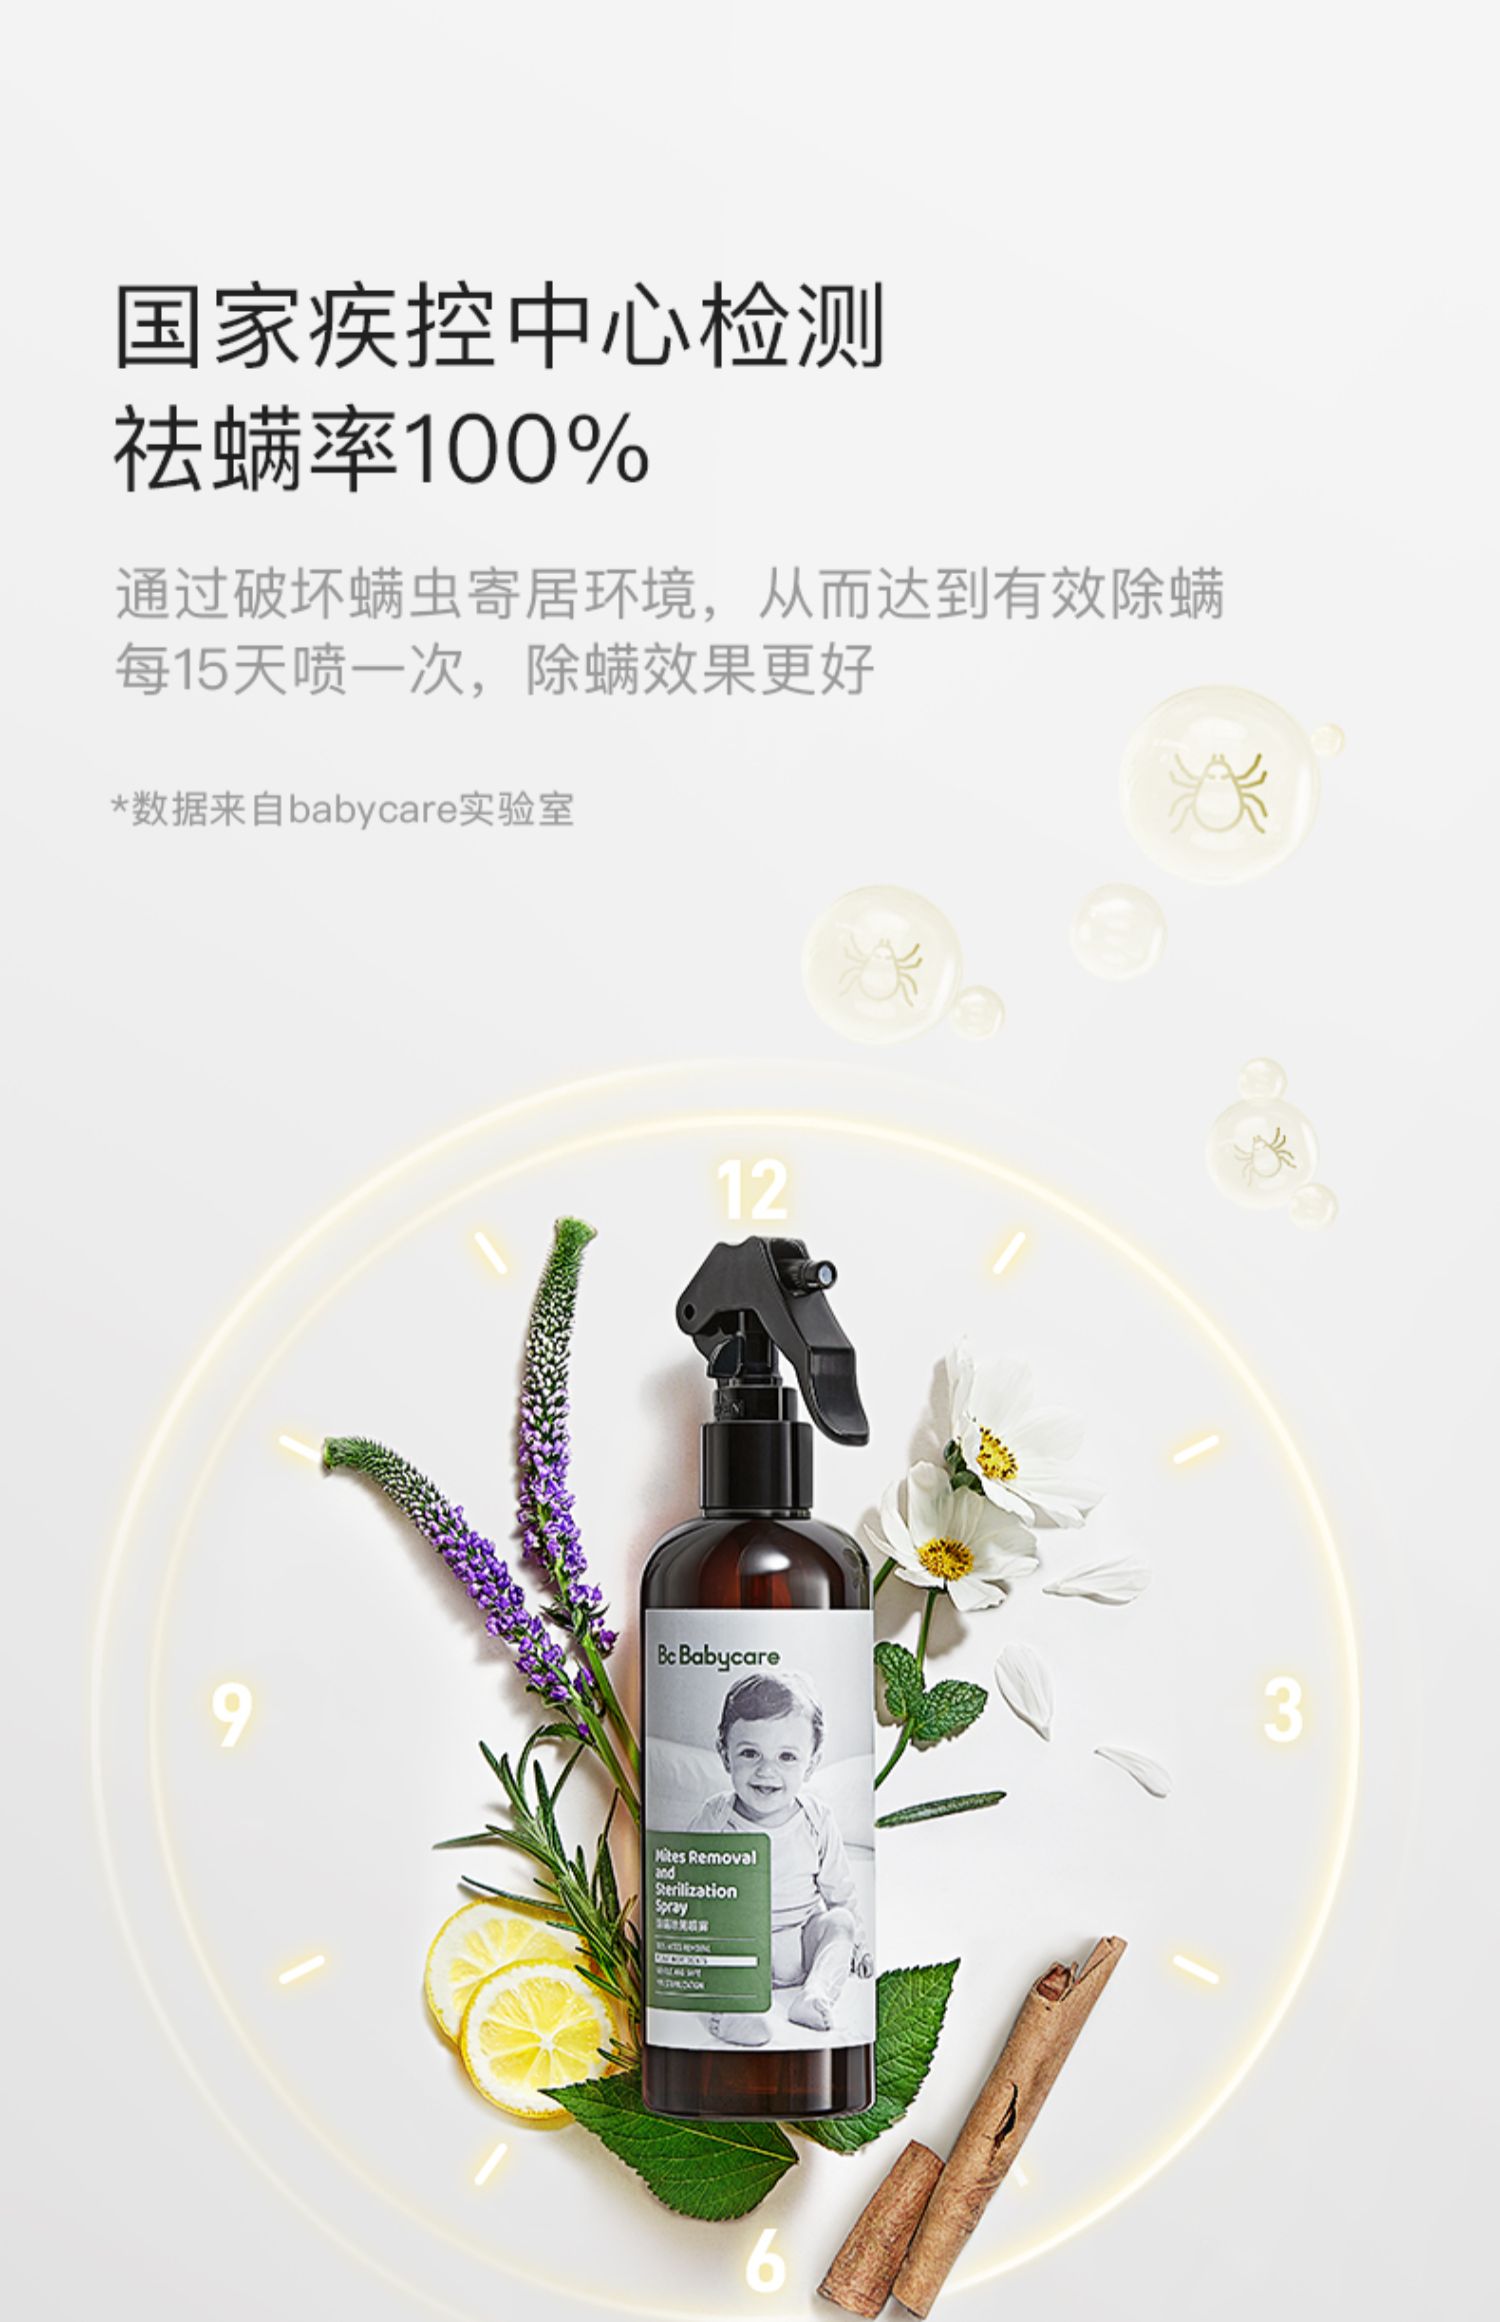 国家疾控中心检测
祛螨率100%
通过破坏螨虫寄居环境，从而达到有效除螨
每15天喷一次，除螨效果更好
*数据来自babycare实验室
12
9
3
6
Bc Babycare
Mites Removal
and
Sterilization
Spray